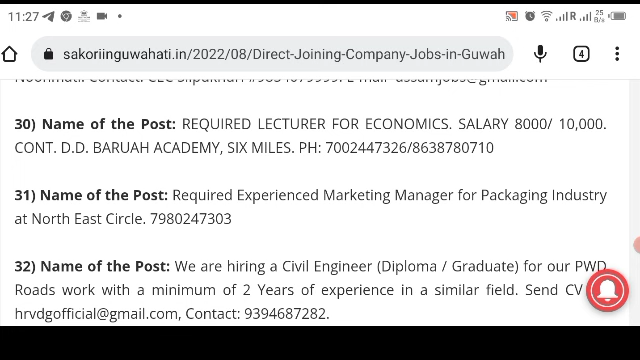 11:27
R
25
B/s
sakoriinguwahati.in/2022/08/Direct-Joining-Company-Jobs-in-Guwah
4
30) Name of the Post: REQUIRED LECTURER FOR ECONOMICS. SALARY 8000/ 10,000.
CONT. D.D. BARUAH ACADEMY, SIX MILES. PH: 7002447326/8638780710
31) Name of the Post: Required Experienced Marketing Manager for Packaging Industry
at North East Circle. 7980247303
32) Name of the Post: We are hiring a Civil Engineer (Diploma / Graduate) for our PWD
Roads work with a minimum of 2 Years of experience in a similar field. Send CV
hrvdgofficial@gmail.com, Contact: 9394687282.